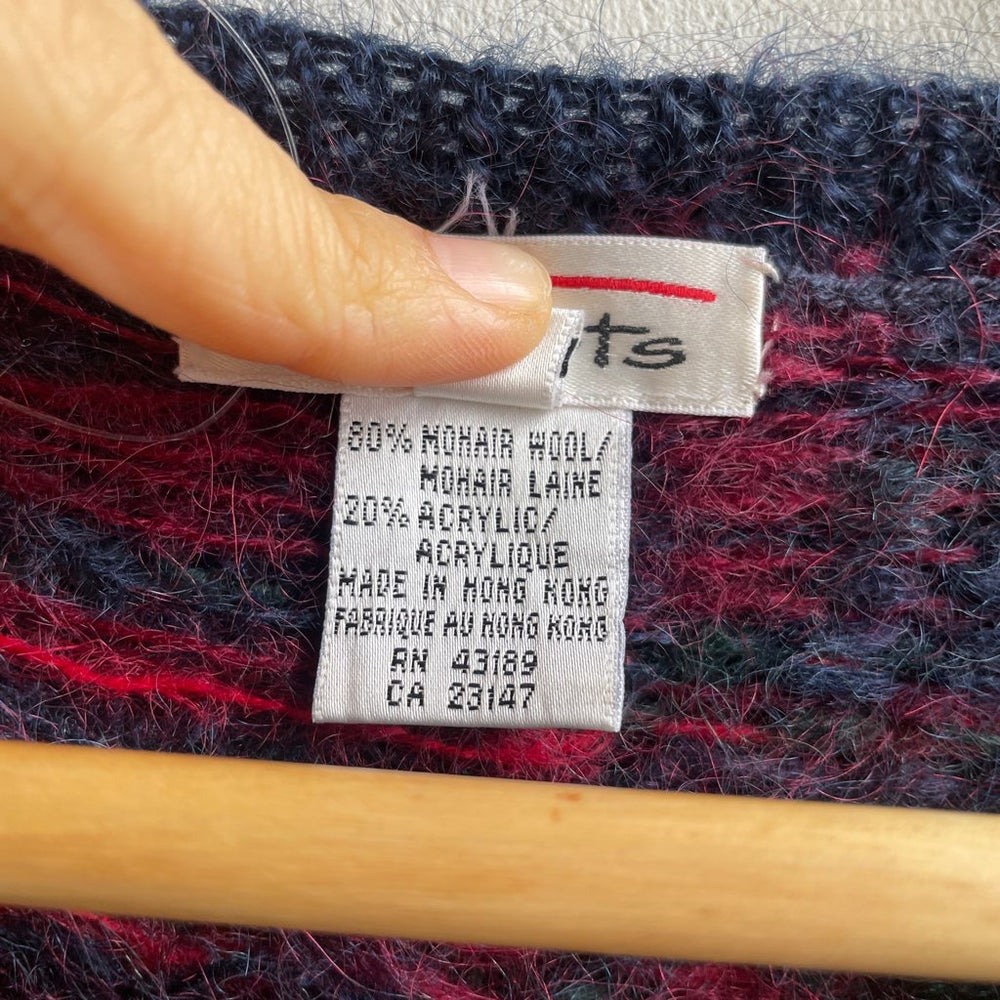 ts
80% MOHAIR WOOL/
MOHAIR LAINE
20% ACRYLIC/
ACRYLIQUE
MADE IN HONG KONG
FABRIQUE AU HONG KONG
RN 43189
CA 23147